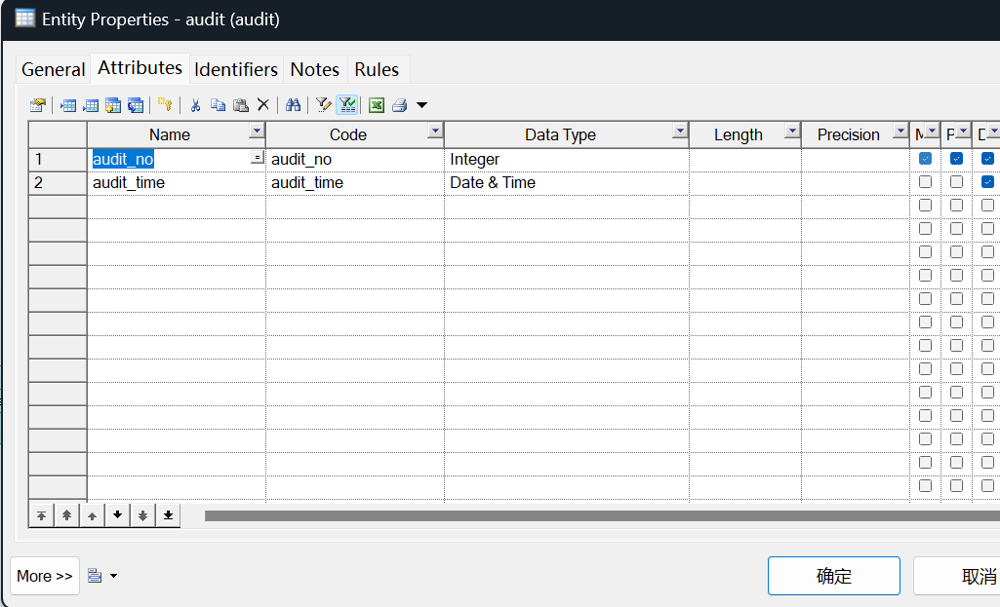 Entity Properties - audit (audit)
General Attributes Identifiers Notes Rules
Name Code Data Type Length Precision M P D
1 audit_no = audit_no Integer
2 audit_time audit_time Date & Time
More >> 确定 取消